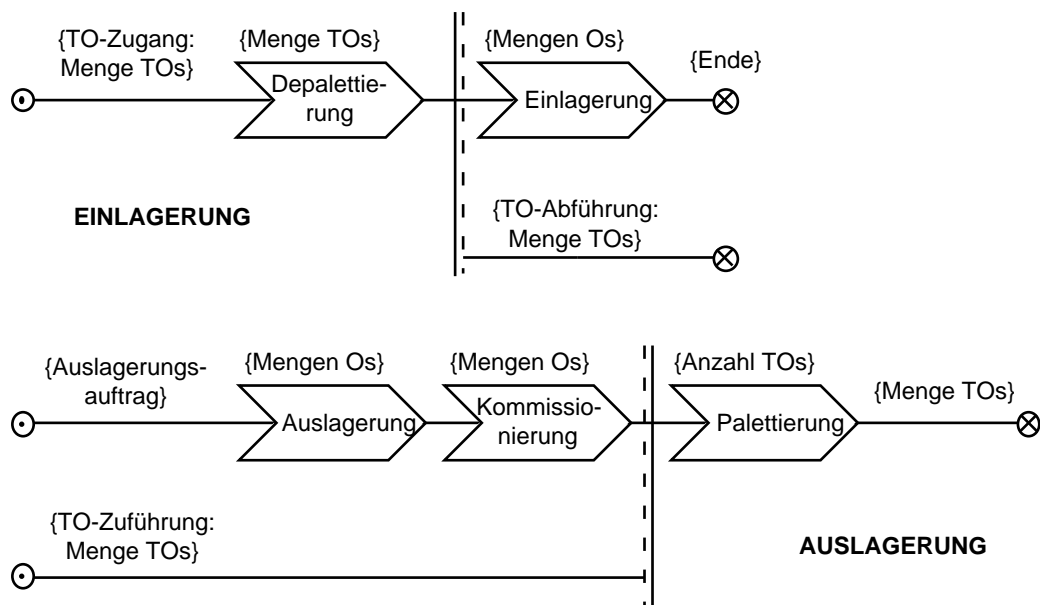 {TO-Zugang:
Menge TOs}
{Menge TOs}
{Mengen Os}
{Ende}
Depalettie-
rung
Einlagerung
EINLAGERUNG
{TO-Abführung:
Menge TOs}
{Auslagerungs-
auftrag}
{Mengen Os}
{Mengen Os}
{Anzahl TOs}
{Menge TOs}
Auslagerung
Kommissio-
nierung
Palettierung
{TO-Zuführung:
Menge TOs}
AUSLAGERUNG